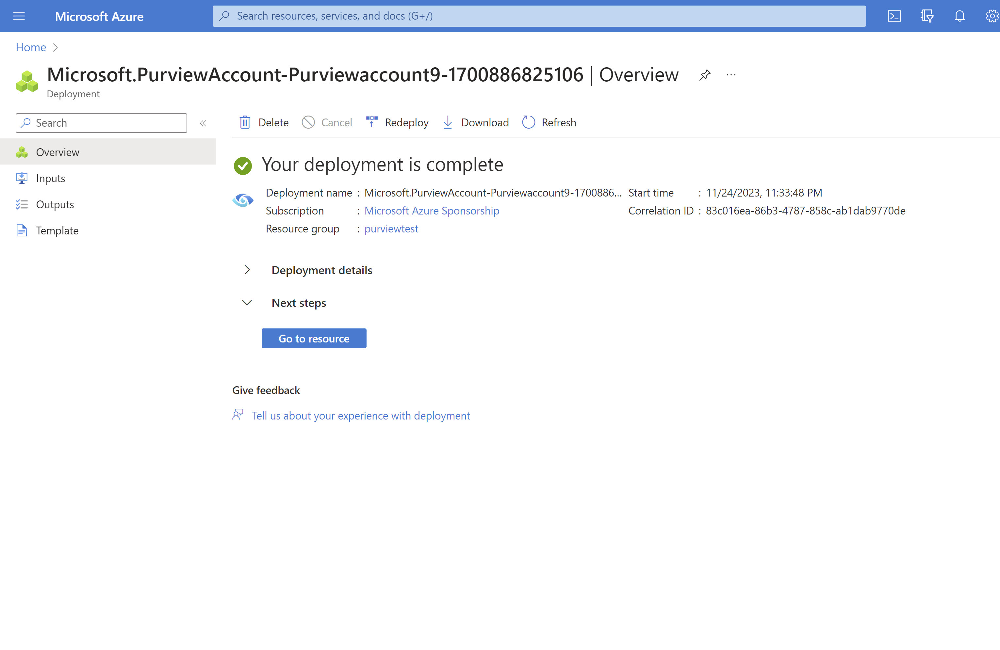 Microsoft Azure
Search resources, services, and docs (G+/)
Home
Microsoft.PurviewAccount-Purviewaccount9-1700886825106 | Overview
Deployment
Search
Overview
Inputs
Outputs
Template
Delete
Cancel
Redeploy
Download
Refresh
Your deployment is complete
Deployment name : Microsoft.PurviewAccount-Purviewaccount9-1700886...
Subscription : Microsoft Azure Sponsorship
Resource group : purviewtest
Start time : 11/24/2023, 11:33:48 PM
Correlation ID : 83c016ea-86b3-4787-858c-ab1dab9770de
Deployment details
Next steps
Go to resource
Give feedback
Tell us about your experience with deployment